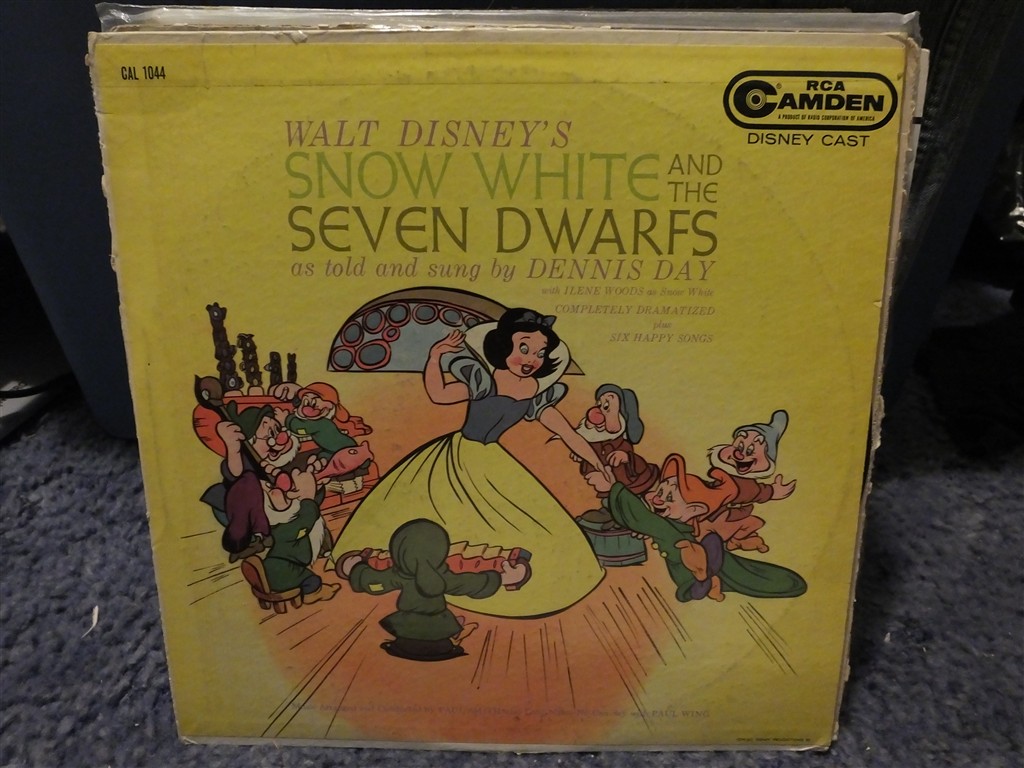 CAL 1044
RCA
CAMDEN
A PRODUCT OF RADIO CORPORATION OF AMERICA
DISNEY CAST
WALT DISNEY'S
SNOW WHITE AND THE
SEVEN DWARFS
as told and sung by DENNIS DAY
with ILENE WOODS as Snow White
COMPLETELY DRAMATIZED
plus
SIX HAPPY SONGS
PAUL WING